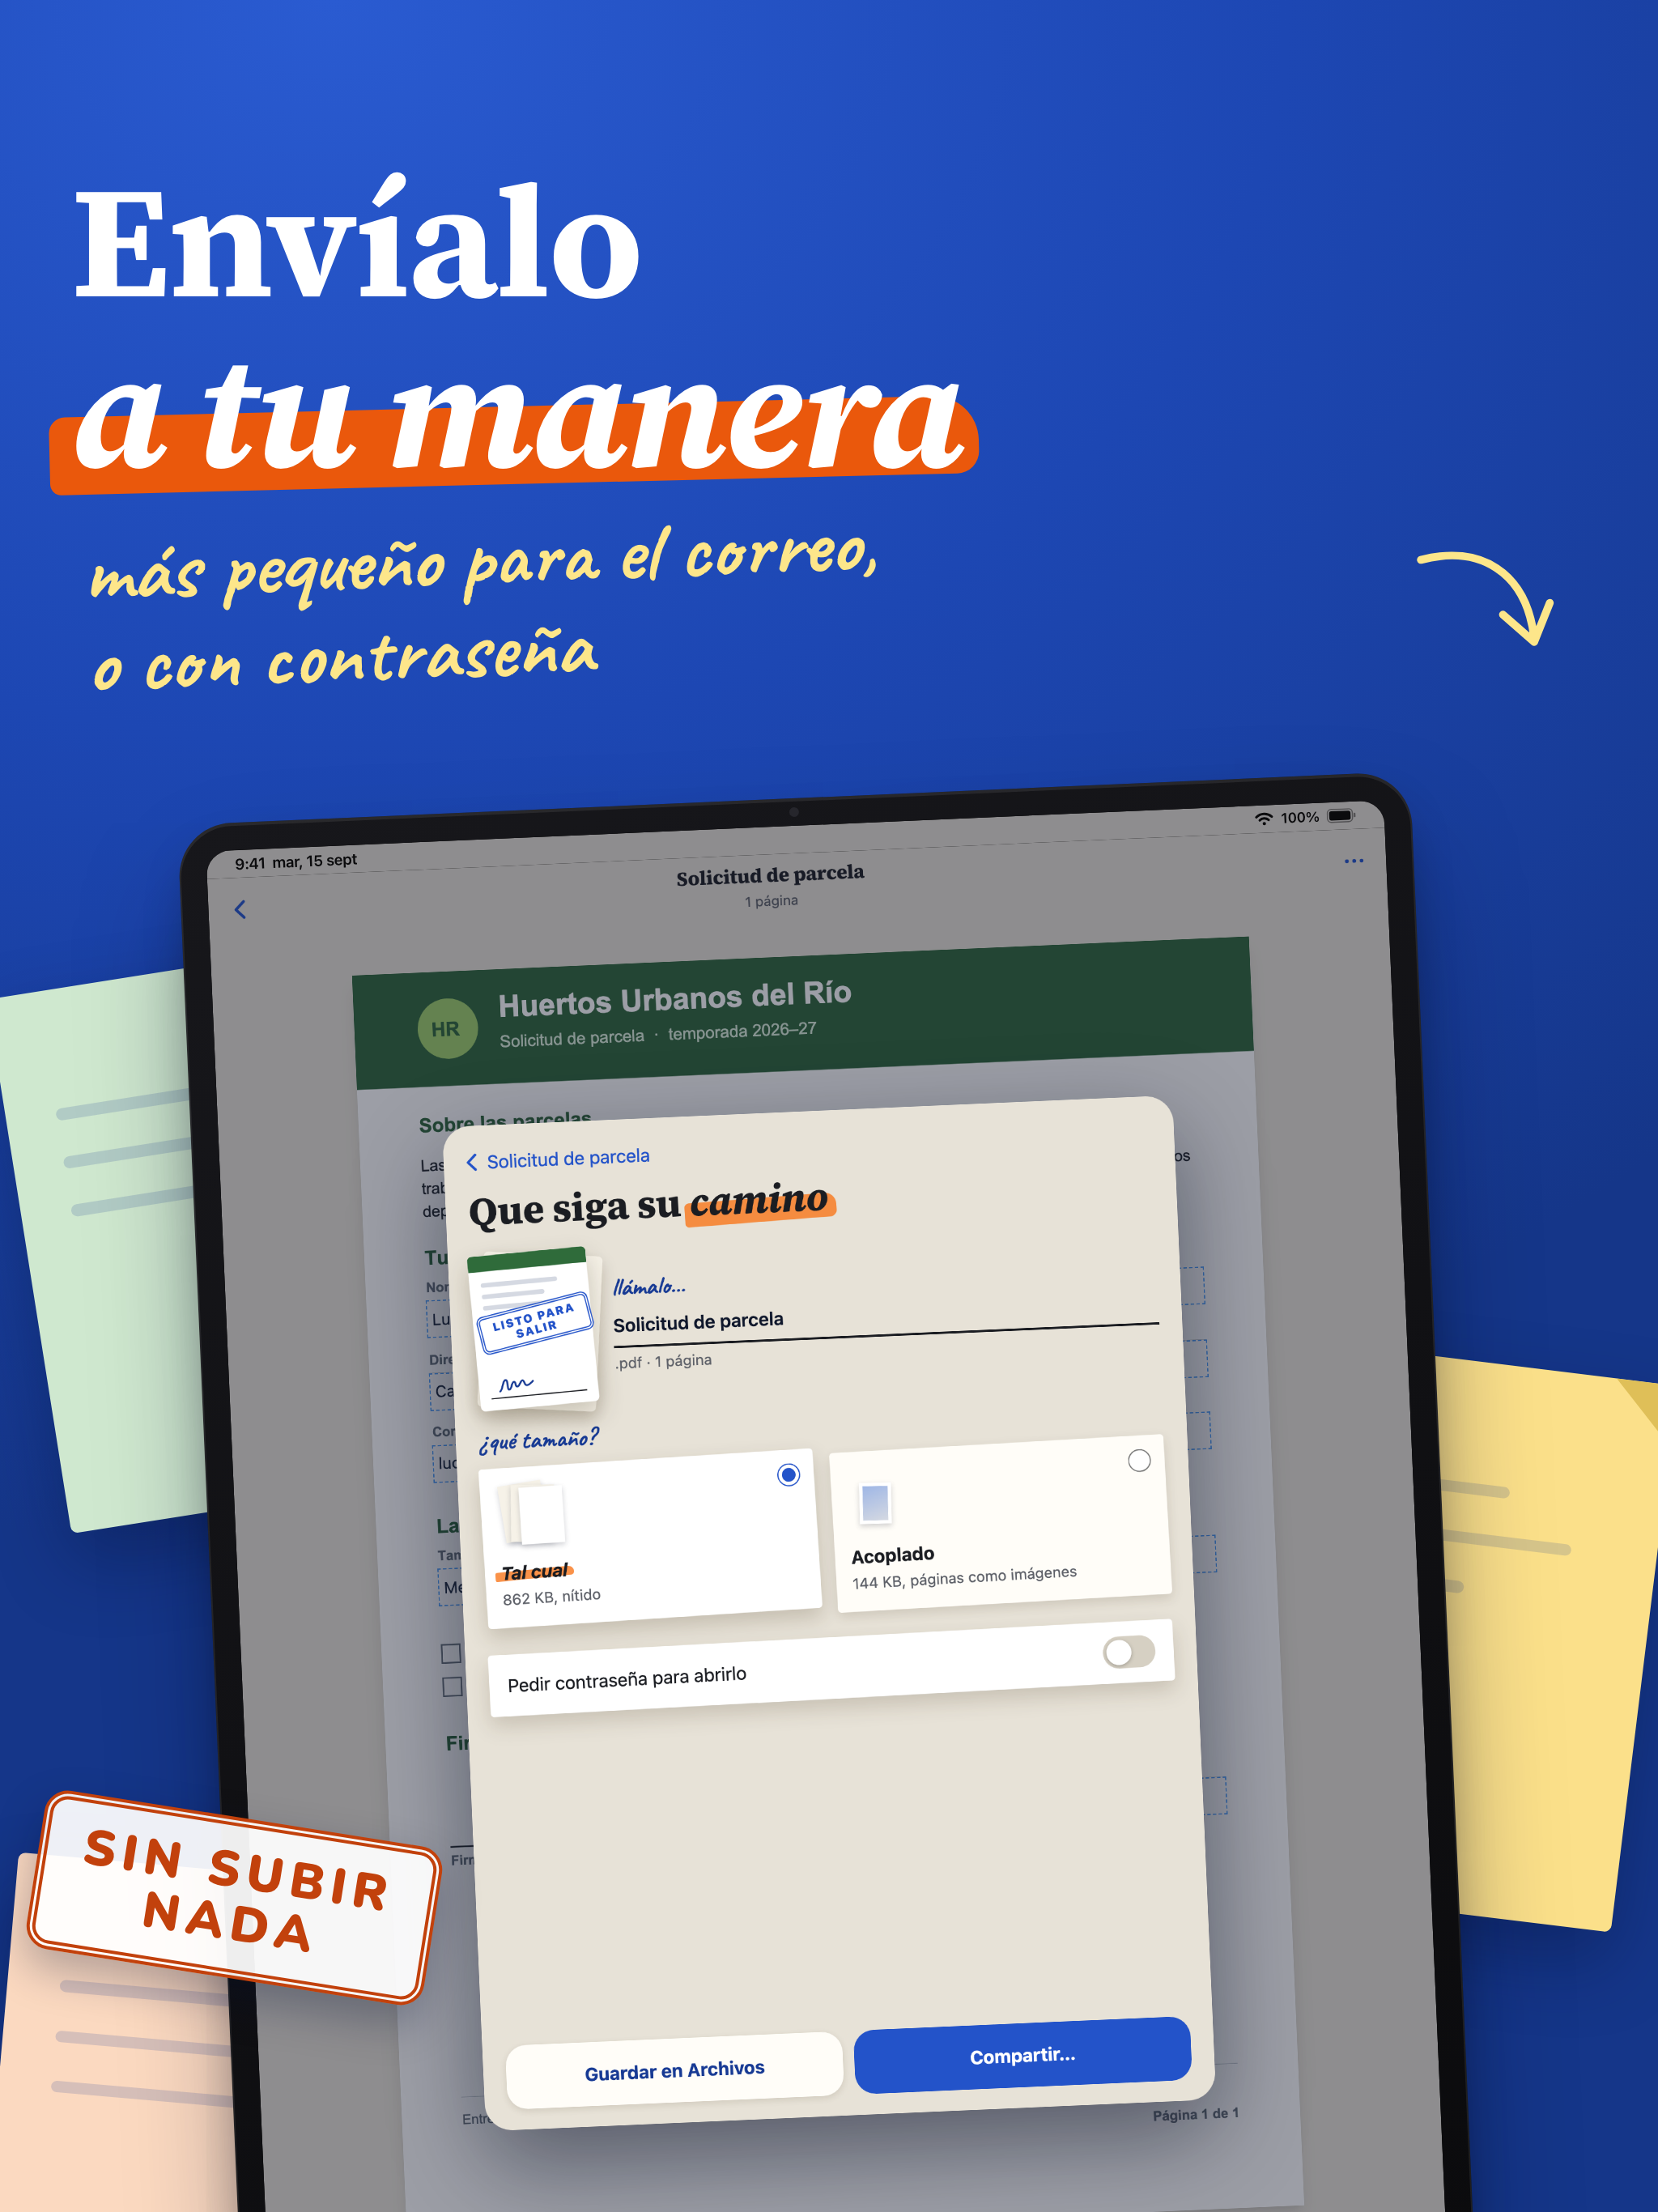 Envíalo
a tu manera
más pequeño para el correo,
o con contraseña
9:41 mar, 15 sept
100%
Solicitud de parcela
1 página
HR
Huertos Urbanos del Río
Solicitud de parcela · temporada 2026–27
Sobre las parcelas
Solicitud de parcela
Que siga su camino
LISTO PARA
SALIR
llámalo...
Solicitud de parcela
.pdf · 1 página
¿qué tamaño?
Tal cual
862 KB, nítido
Acoplado
144 KB, páginas como imágenes
Pedir contraseña para abrirlo
SIN SUBIR
NADA
Guardar en Archivos
Compartir...
Página 1 de 1